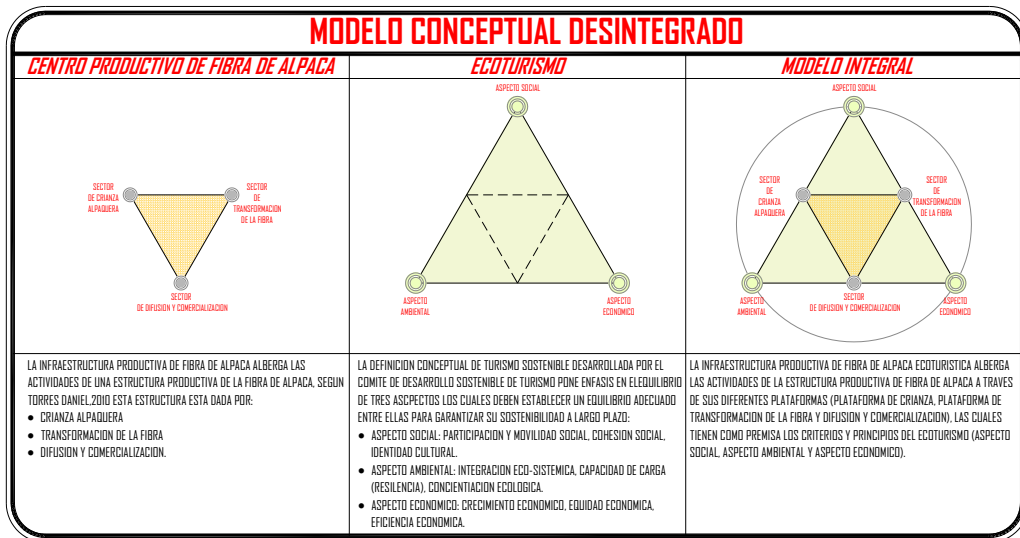 MODELO CONCEPTUAL DESINTEGRADO
CENTRO PRODUCTIVO DE FIBRA DE ALPACA
SECTOR
DE CRIANZA
ALPAQUERA
SECTOR
DE
TRANSFORMACION
DE LA FIBRA
SECTOR
DE DIFUSION Y COMERCIALIZACION
LA INFRAESTRUCTURA PRODUCTIVA DE FIBRA DE ALPACA ALBERGA LAS
ACTIVIDADES DE UNA ESTRUCTURA PRODUCTIVA DE LA FIBRA DE ALPACA, SEGUN
TORRES DANIEL,2010 ESTA ESTRUCTURA ESTA DADA POR:
● CRIANZA ALPAQUERA
● TRANSFORMACION DE LA FIBRA
● DIFUSION Y COMERCIALIZACION.
ECOTURISMO
ASPECTO SOCIAL
ASPECTO
AMBIENTAL
ASPECTO
ECONOMICO
LA DEFINICION CONCEPTUAL DE TURISMO SOSTENIBLE DESARROLLADA POR EL
COMITE DE DESARROLLO SOSTENIBLE DE TURISMO PONE ENFASIS EN ELEQUILIBRIO
DE TRES ASCPECTOS LOS CUALES DEBEN ESTABLECER UN EQUILIBRIO ADECUADO
ENTRE ELLAS PARA GARANTIZAR SU SOSTENIBILIDAD A LARGO PLAZO:
● ASPECTO SOCIAL: PARTICIPACION Y MOVILIDAD SOCIAL, COHESION SOCIAL,
IDENTIDAD CULTURAL.
● ASPECTO AMBIENTAL: INTEGRACION ECO-SISTEMICA, CAPACIDAD DE CARGA
(RESILENCIA), CONCIENTIACION ECOLOGICA.
● ASPECTO ECONOMICO: CRECIMIENTO ECONOMICO, EQUIDAD ECONOMICA,
EFICIENCIA ECONOMICA.
MODELO INTEGRAL
ASPECTO SOCIAL
SECTOR
DE
CRIANZA
ALPAQUERA
SECTOR
DE
TRANSFORMACION
DE LA FIBRA
ASPECTO
AMBIENTAL
SECTOR
DE DIFUSION Y COMERCIALIZACION
ASPECTO
ECONOMICO
LA INFRAESTRUCTURA PRODUCTIVA DE FIBRA DE ALPACA ECOTURISTICA ALBERGA
LAS ACTIVIDADES DE LA ESTRUCTURA PRODUCTIVA DE FIBRA DE ALPACA A TRAVES
DE SUS DIFERENTES PLATAFORMAS (PLATAFORMA DE CRIANZA, PLATAFORMA DE
TRANSFORMACION DE LA FIBRA Y DIFUSION Y COMERCIALIZACION), LAS CUALES
TIENEN COMO PREMISA LOS CRITERIOS Y PRINCIPIOS DEL ECOTURISMO (ASPECTO
SOCIAL, ASPECTO AMBIENTAL Y ASPECTO ECONOMICO).